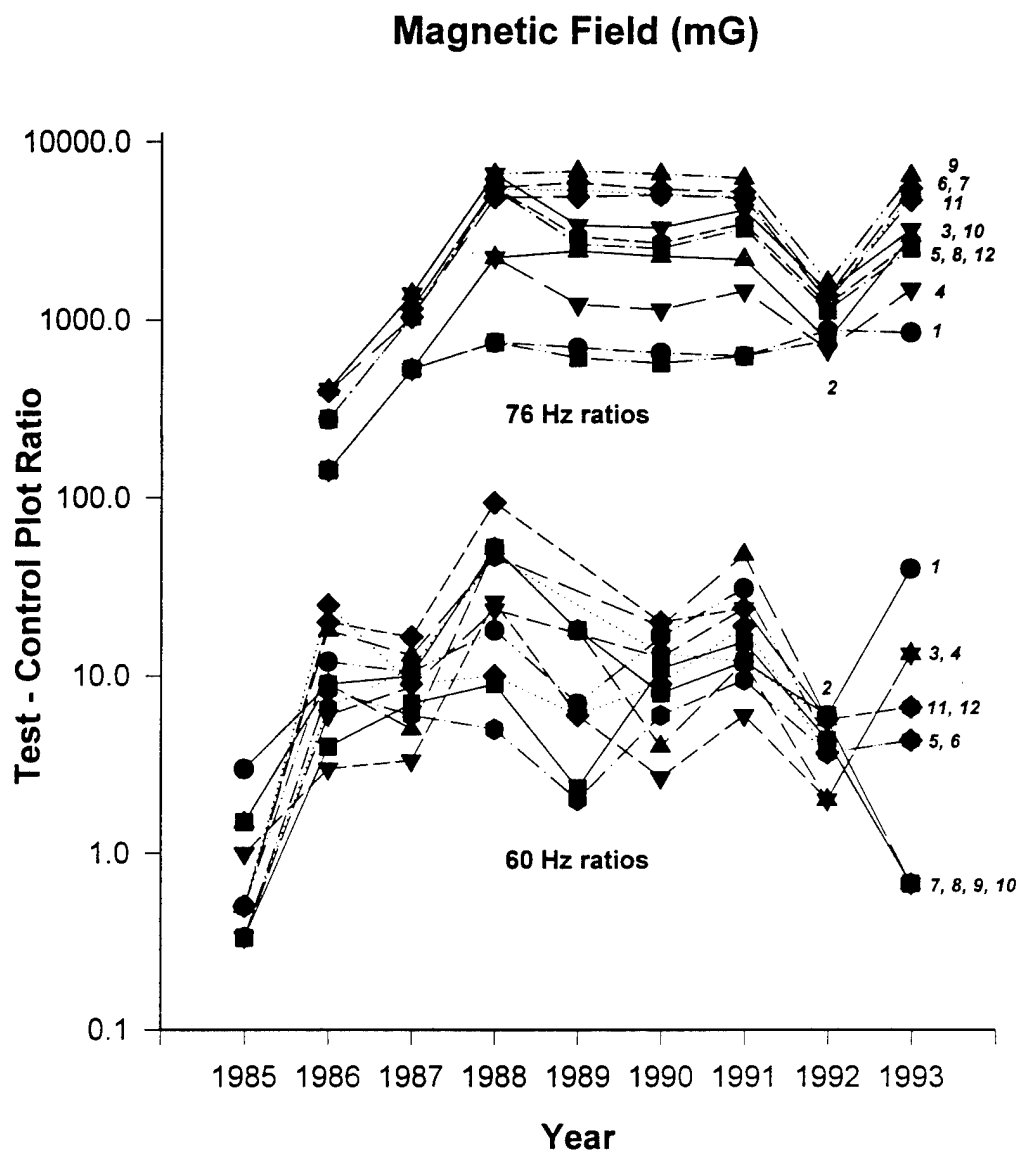 Magnetic Field (mG)
10000.0
1000.0
100.0
10.0
1.0
0.1
Test - Control Plot Ratio
9
6, 7
11
3, 10
5, 8, 12
4
1
2
76 Hz ratios
1
3, 4
2
11, 12
5, 6
7, 8, 9, 10
60 Hz ratios
1985 1986 1987 1988 1989 1990 1991 1992 1993
Year